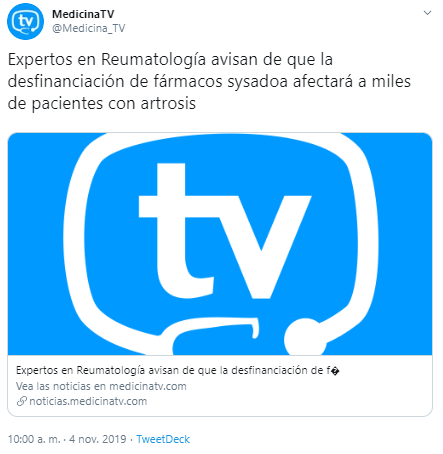 tv
MedicinaTV
@Medicina_TV
Expertos en Reumatología avisan de que la
desfinanciación de fármacos sysadoa afectará a miles
de pacientes con artrosis
tv
Expertos en Reumatología avisan de que la desfinanciación de f�
Vea las noticias en medicinatv.com
noticias.medicinatv.com
10:00 a. m. · 4 nov. 2019 · TweetDeck